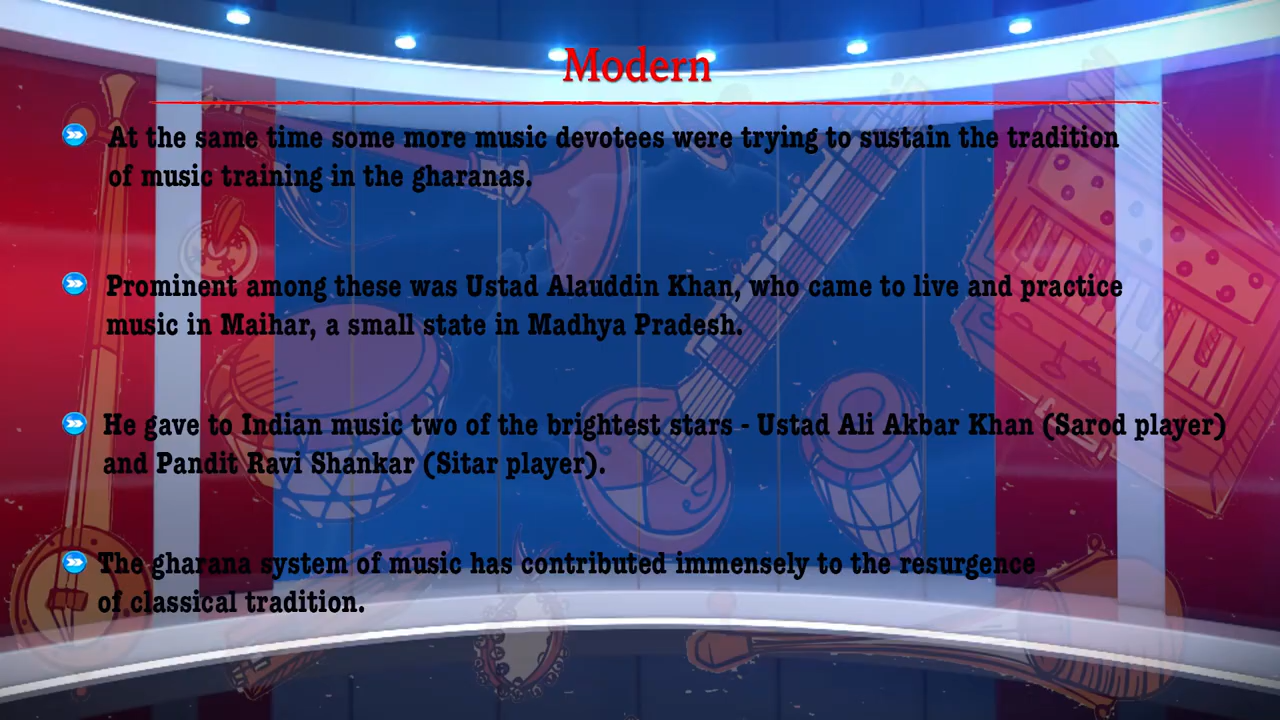 Modern
At the same time some more music devotees were trying to sustain the tradition
of music training in the gharanas.
Prominent among these was Ustad Alauddin Khan, who came to live and practice
music in Maihar, a small state in Madhya Pradesh.
He gave to Indian music two of the brightest stars - Ustad Ali Akbar Khan (Sarod player)
and Pandit Ravi Shankar (Sitar player).
The gharana system of music has contributed immensely to the resurgence
of classical tradition.